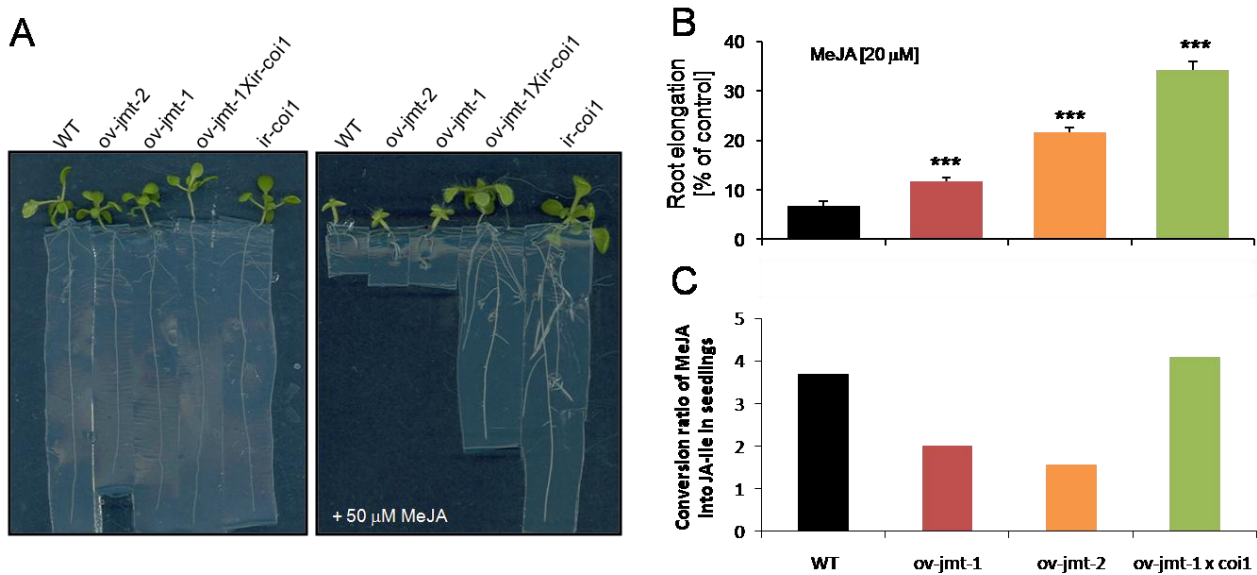 A
WT
ov-jmt-2
ov-jmt-1
ov-jmt-1Xir-coi1
ir-coi1
WT
ov-jmt-2
ov-jmt-1
ov-jmt-1Xir-coi1
ir-coi1
+ 50 μM MeJA
B
MeJA [20 μM]
Root elongation
[% of control]
40
30
20
10
0
***
***
***
C
Conversion ratio of MeJA
into JA-Ile in seedlings
5
4
3
2
1
0
WT
ov-jmt-1
ov-jmt-2
ov-jmt-1 x coi1